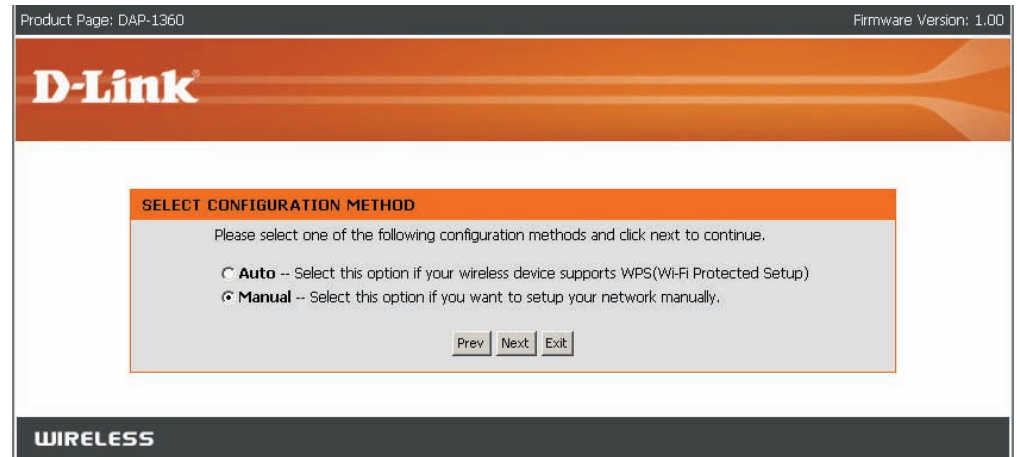 Product Page: DAP-1360 Firmware Version: 1.00
D-Link®
SELECT CONFIGURATION METHOD
Please select one of the following configuration methods and click next to continue.
Auto -- Select this option if your wireless device supports WPS(Wi-Fi Protected Setup)
Manual -- Select this option if you want to setup your network manually.
Prev Next Exit
WIRELESS